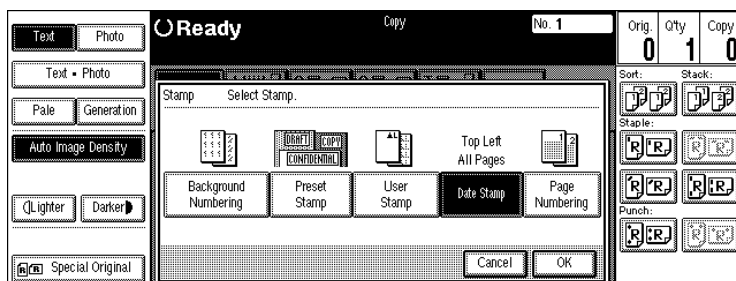 Text
Photo
Ready
Copy
No. 1
Orig.
Q'ty
Copy
0
1
0
Text • Photo
Pale
Generation
Auto Image Density
Lighter
Darker
Special Original
Stamp
Select Stamp.
DRAFT
COPY
CONFIDENTIAL
Top Left
All Pages
Background
Numbering
Preset
Stamp
User
Stamp
Date Stamp
Page
Numbering
Cancel
OK
Sort:
Stack:
Staple:
Punch: